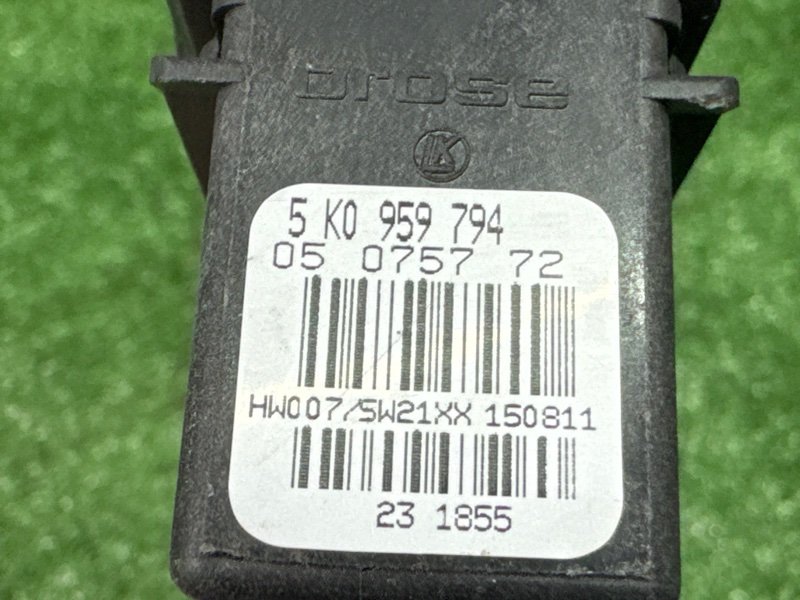 brose
5 K0 959 794
05 0757 72
HW007/SW21XX 150811
23 1855